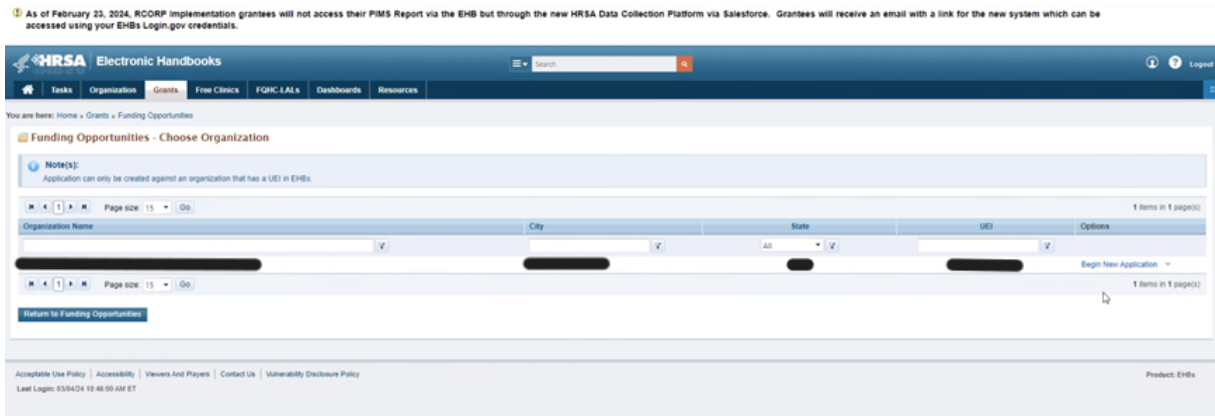 As of February 23, 2024, RCORP Implementation grantees will not access their PIMS Report via the EHB but through the new HRSA Data Collection Platform via Salesforce. Grantees will receive an email with a link for the new system which can be
accessed using your EHBs Login.gov credentials.
HRSA Electronic Handbooks Search Logout
Tasks Organization Grants Free Clinics FQHC-LALs Dashboards Resources
You are here: Home » Grants » Funding Opportunities
Funding Opportunities - Choose Organization
Note(s):
Application can only be created against an organization that has a UEI in EHBs.
1 Page size: 15 Go 1 items in 1 page(s)
Organization Name City State UEI Options
All
Begin New Application
1 Page size: 15 Go 1 items in 1 page(s)
Return to Funding Opportunities
Acceptable Use Policy | Accessibility | Viewers And Players | Contact Us | Vulnerability Disclosure Policy Product: EHBs
Last Login: 03/04/24 10:46:00 AM ET